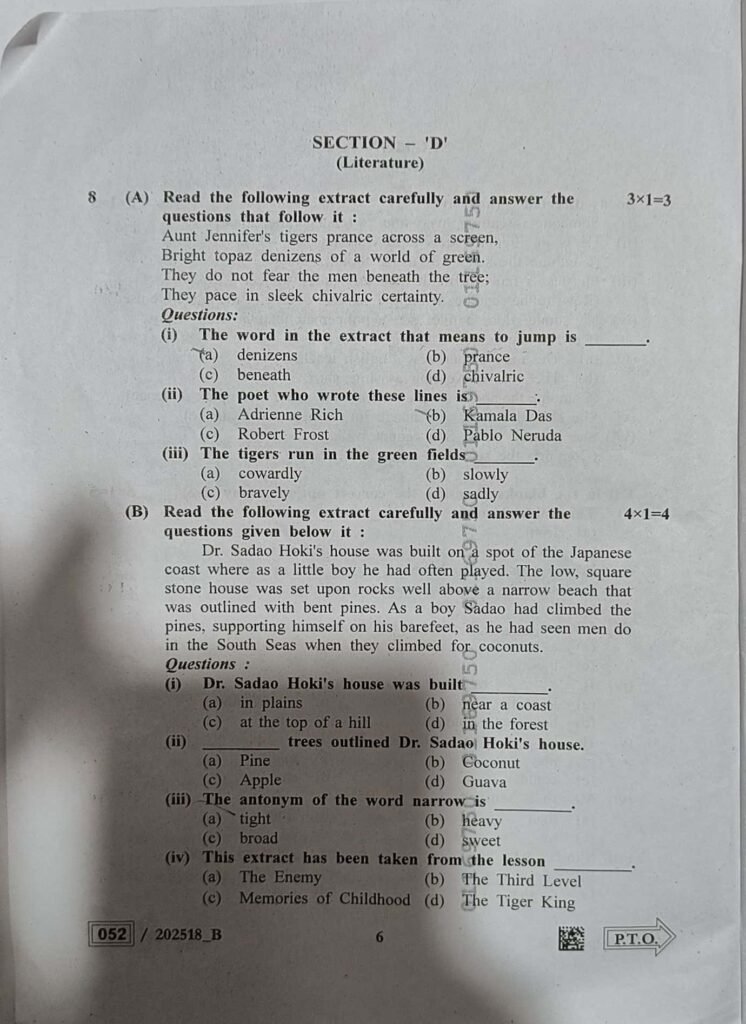 SECTION – 'D'
(Literature)
8 (A) Read the following extract carefully and answer the 3×1=3
questions that follow it :
Aunt Jennifer's tigers prance across a screen,
Bright topaz denizens of a world of green.
They do not fear the men beneath the tree;
They pace in sleek chivalric certainty.
Questions:
(i) The word in the extract that means to jump is ________.
(a) denizens (b) prance
(c) beneath (d) chivalric
(ii) The poet who wrote these lines is ________.
(a) Adrienne Rich (b) Kamala Das
(c) Robert Frost (d) Pablo Neruda
(iii) The tigers run in the green fields ________.
(a) cowardly (b) slowly
(c) bravely (d) sadly
(B) Read the following extract carefully and answer the 4×1=4
questions given below it :
Dr. Sadao Hoki's house was built on a spot of the Japanese
coast where as a little boy he had often played. The low, square
stone house was set upon rocks well above a narrow beach that
was outlined with bent pines. As a boy Sadao had climbed the
pines, supporting himself on his barefeet, as he had seen men do
in the South Seas when they climbed for coconuts.
Questions :
(i) Dr. Sadao Hoki's house was built ________.
(a) in plains (b) near a coast
(c) at the top of a hill (d) in the forest
(ii) ________ trees outlined Dr. Sadao Hoki's house.
(a) Pine (b) Coconut
(c) Apple (d) Guava
(iii) The antonym of the word narrow is ________.
(a) tight (b) heavy
(c) broad (d) sweet
(iv) This extract has been taken from the lesson ________.
(a) The Enemy (b) The Third Level
(c) Memories of Childhood (d) The Tiger King
052 / 202518_B 6 P.T.O.